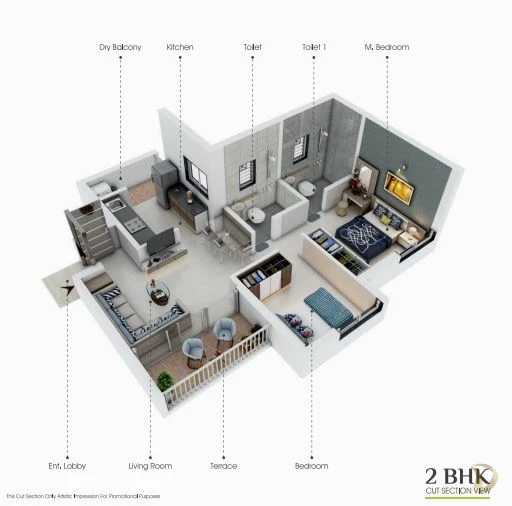 Dry Balcony Kitchen Toilet Toilet 1 M. Bedroom
Ent. Lobby Living Room Terrace Bedroom
2 BHK
CUT SECTION VIEW
This Cut Section Only Artistic Impression For Promotional Purposes